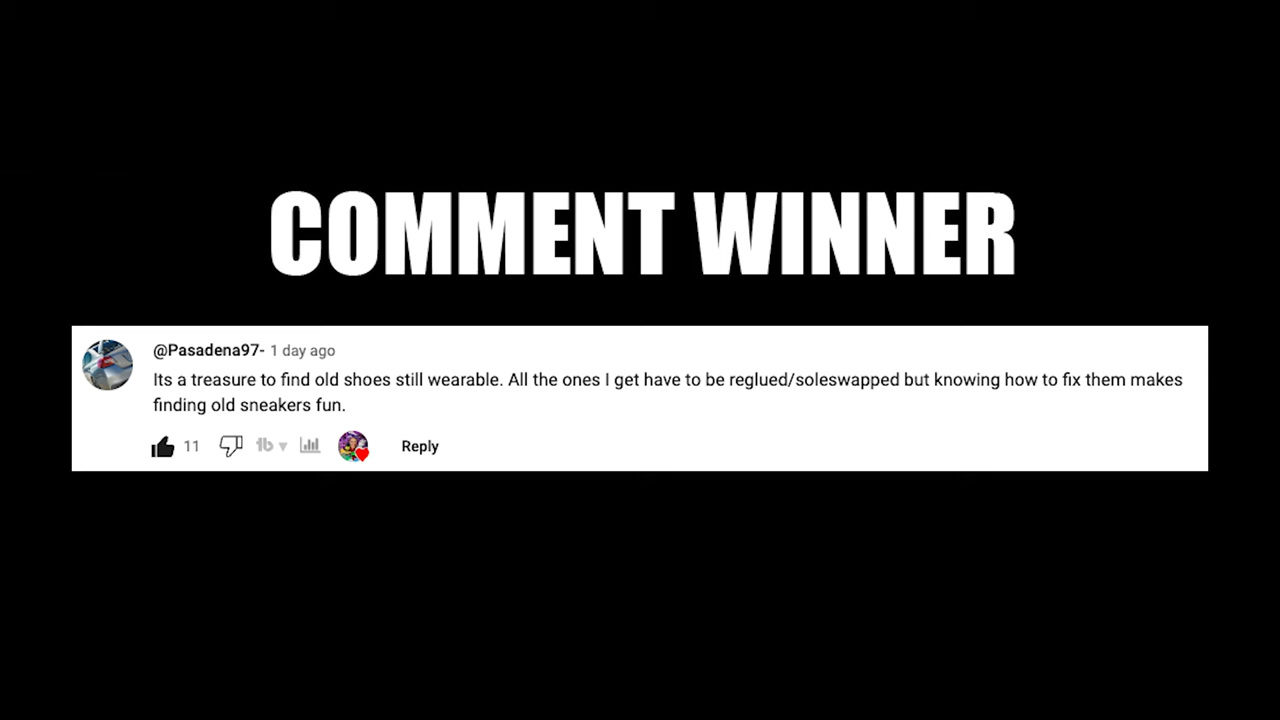 COMMENT WINNER
@Pasadena97- 1 day ago
Its a treasure to find old shoes still wearable. All the ones I get have to be reglued/soleswapped but knowing how to fix them makes
finding old sneakers fun.
11 tb Reply